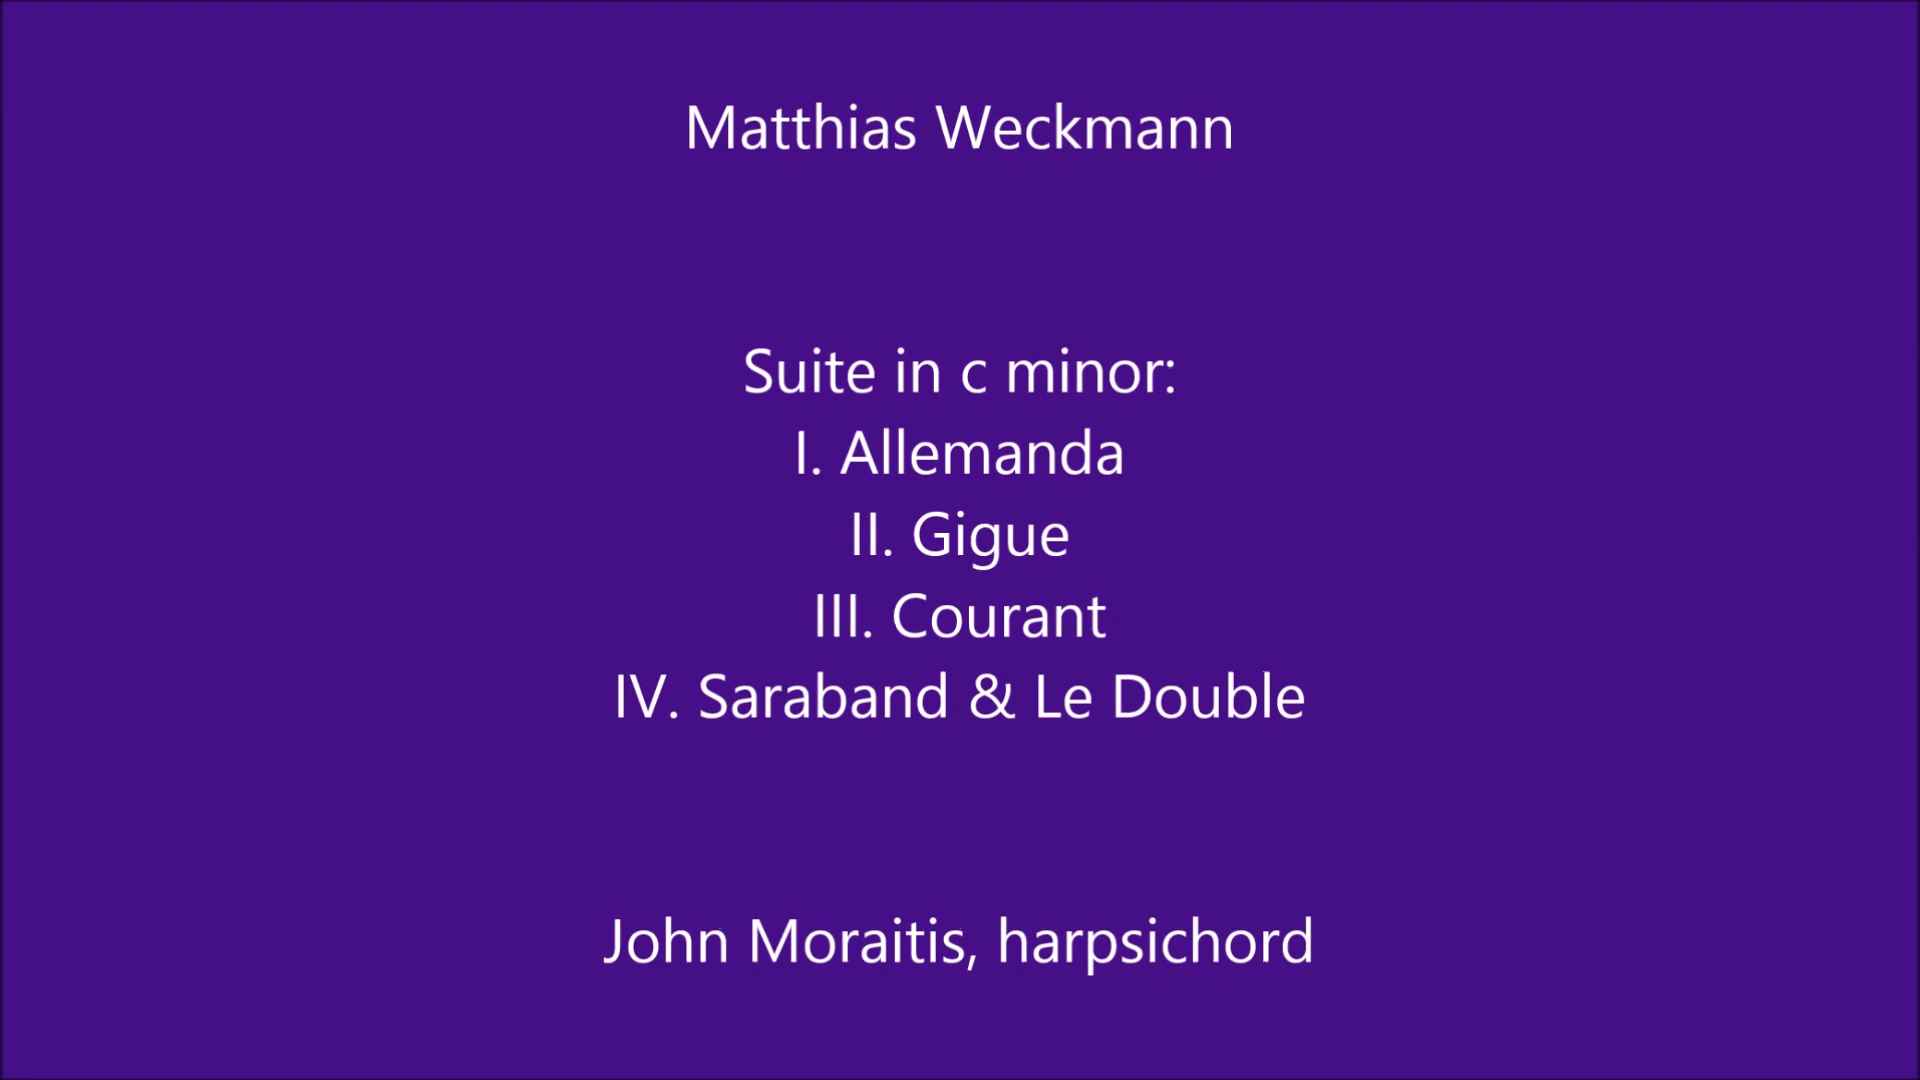 Matthias Weckmann
Suite in c minor:
I. Allemanda
II. Gigue
III. Courant
IV. Saraband & Le Double
John Moraitis, harpsichord